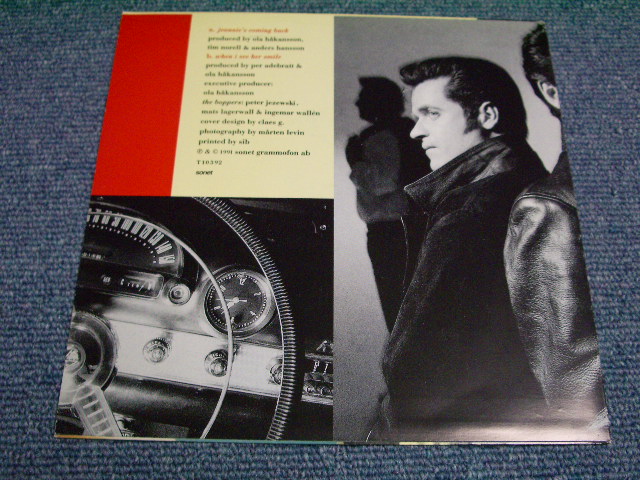 a. jeannie's coming back
produced by ola håkansson,
tim norell & anders hansson
b. when i see her smile
produced by per adebratt &
ola håkansson
executive producer:
ola håkansson
the boppers: peter jezewski,
mats lagerwall & ingemar wallén
cover design by claes g.
photography by mårten levin
printed by sib
℗ & © 1991 sonet grammofon ab
T10392
sonet